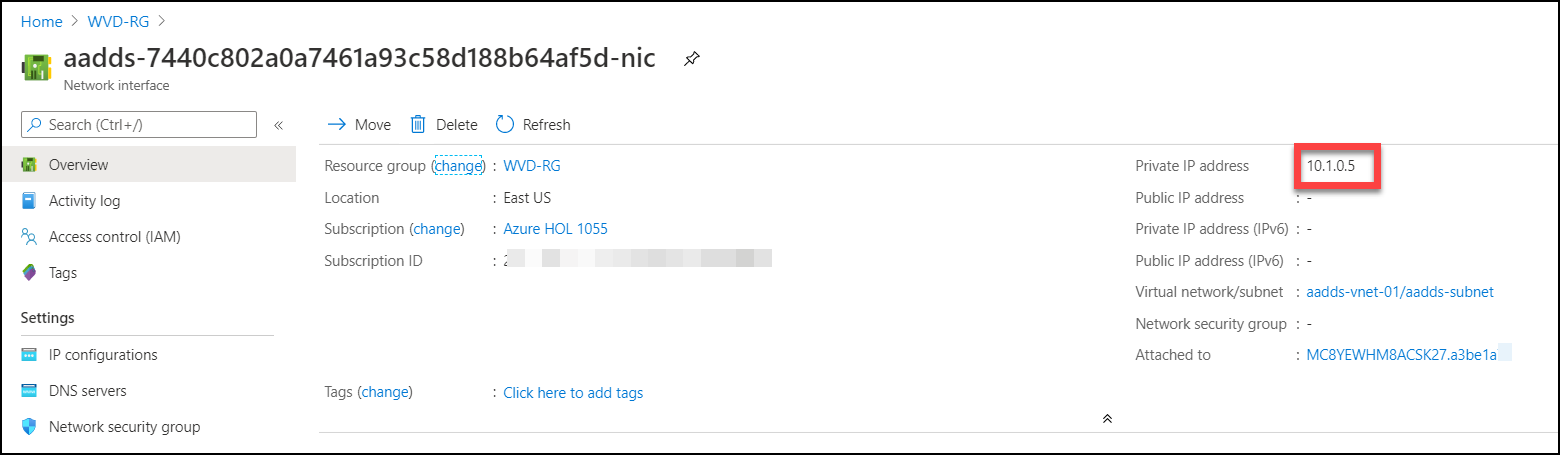 Home > WVD-RG >
aadds-7440c802a0a7461a93c58d188b64af5d-nic
Network interface
Search (Ctrl+/)
«
Overview
Activity log
Access control (IAM)
Tags
Settings
IP configurations
DNS servers
Network security group
Move Delete Refresh
Resource group (change) : WVD-RG
Location : East US
Subscription (change) : Azure HOL 1055
Subscription ID :
Tags (change) : Click here to add tags
Private IP address 10.1.0.5
Public IP address : -
Private IP address (IPv6) : -
Public IP address (IPv6) : -
Virtual network/subnet : aadds-vnet-01/aadds-subnet
Network security group : -
Attached to : MC8YEWHM8ACSK27.a3be1a